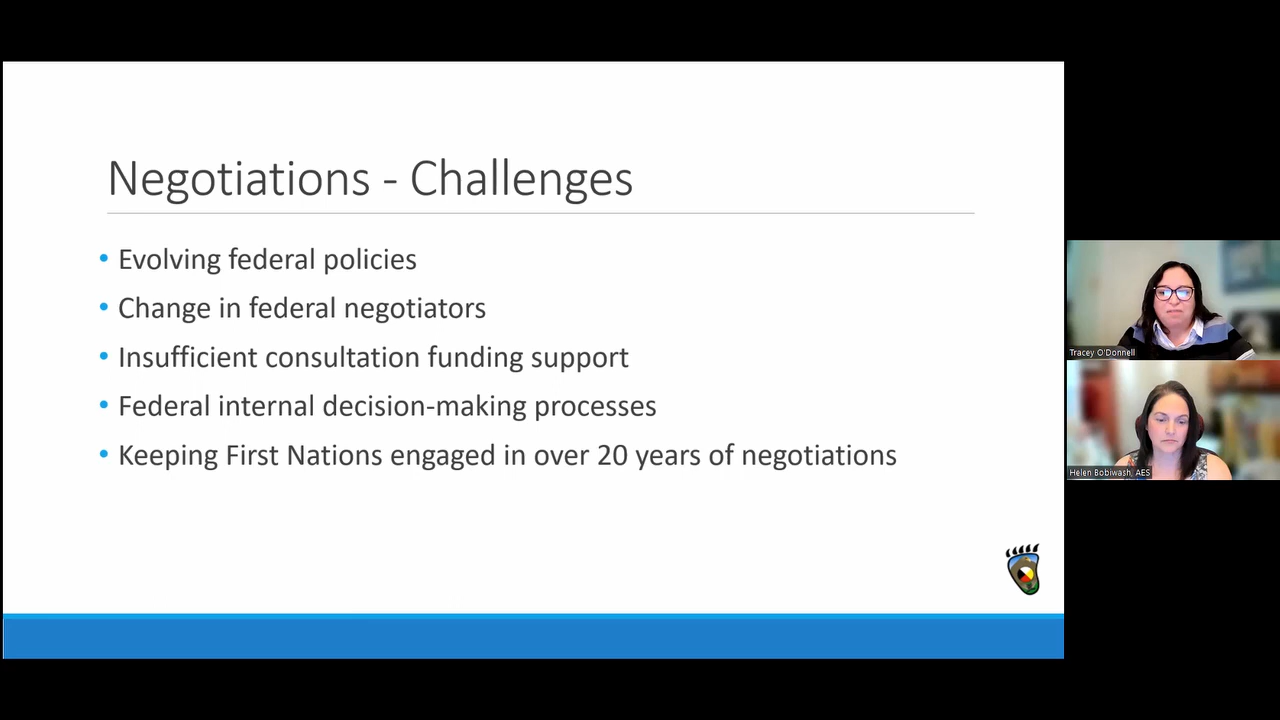 Negotiations - Challenges
• Evolving federal policies
• Change in federal negotiators
• Insufficient consultation funding support
• Federal internal decision-making processes
• Keeping First Nations engaged in over 20 years of negotiations
Tracey O'Donnell
Helen Bobiwash, AES